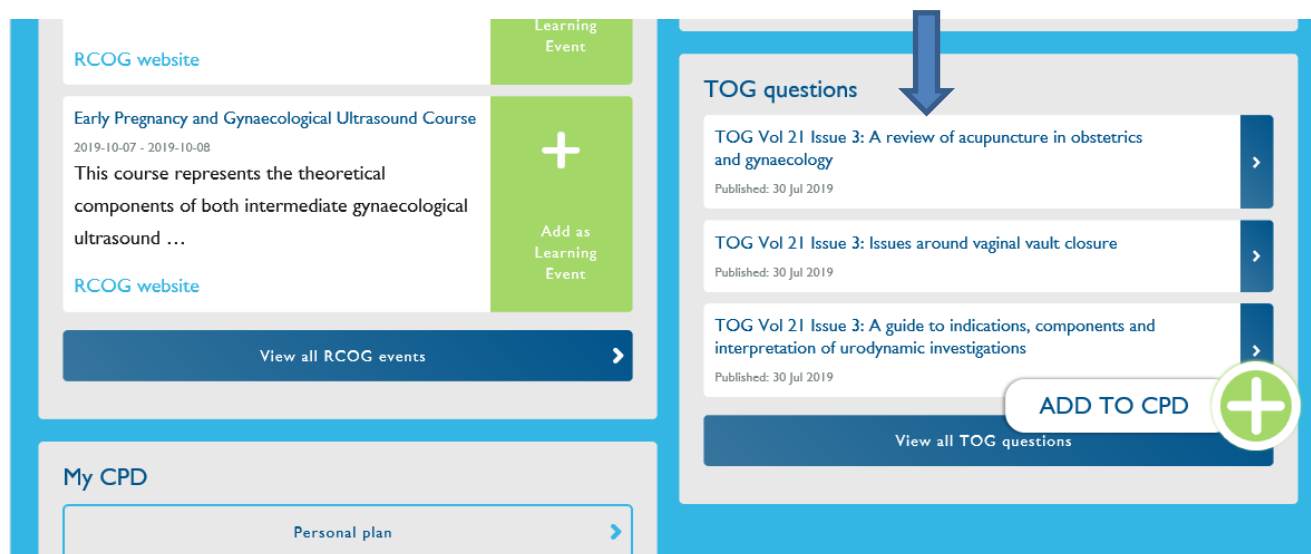 Learning
Event
RCOG website
Early Pregnancy and Gynaecological Ultrasound Course
2019-10-07 - 2019-10-08
This course represents the theoretical
components of both intermediate gynaecological
ultrasound …
RCOG website
Add as
Learning
Event
View all RCOG events
My CPD
Personal plan
TOG questions
TOG Vol 21 Issue 3: A review of acupuncture in obstetrics
and gynaecology
Published: 30 Jul 2019
TOG Vol 21 Issue 3: Issues around vaginal vault closure
Published: 30 Jul 2019
TOG Vol 21 Issue 3: A guide to indications, components and
interpretation of urodynamic investigations
Published: 30 Jul 2019
ADD TO CPD
View all TOG questions